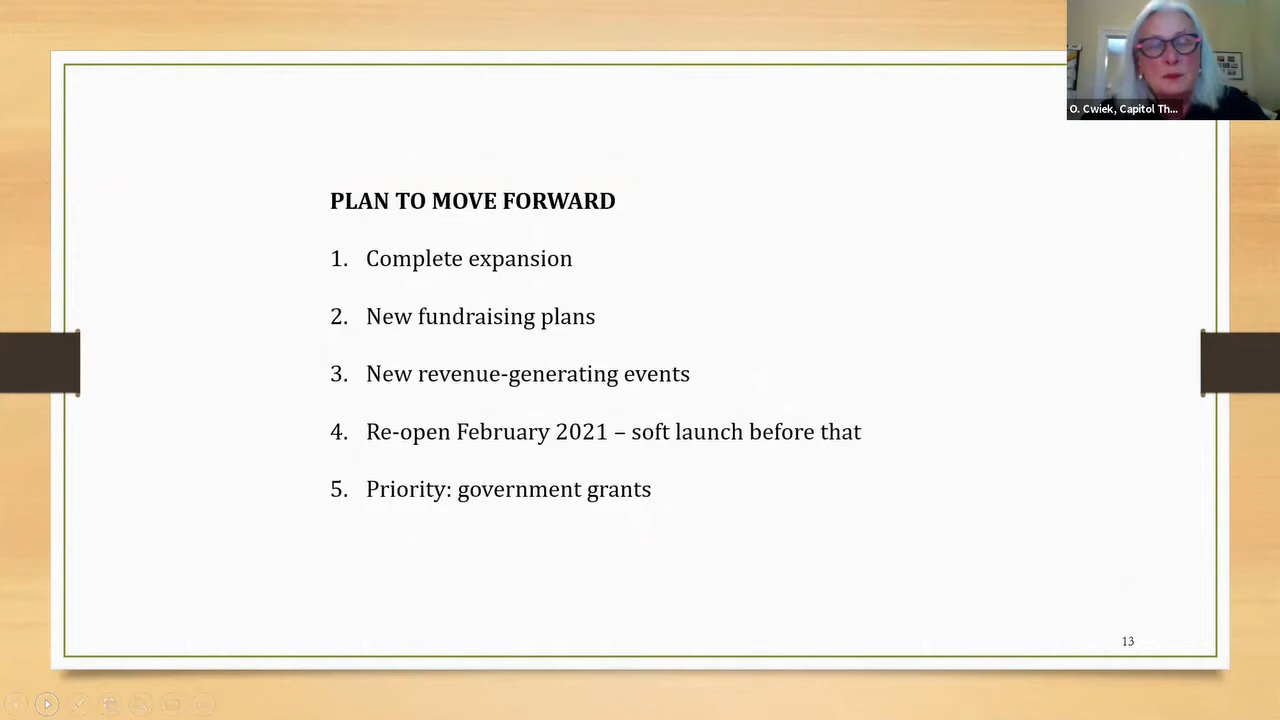 O. Cwiek, Capitol Th...
PLAN TO MOVE FORWARD
1. Complete expansion
2. New fundraising plans
3. New revenue-generating events
4. Re-open February 2021 – soft launch before that
5. Priority: government grants
13